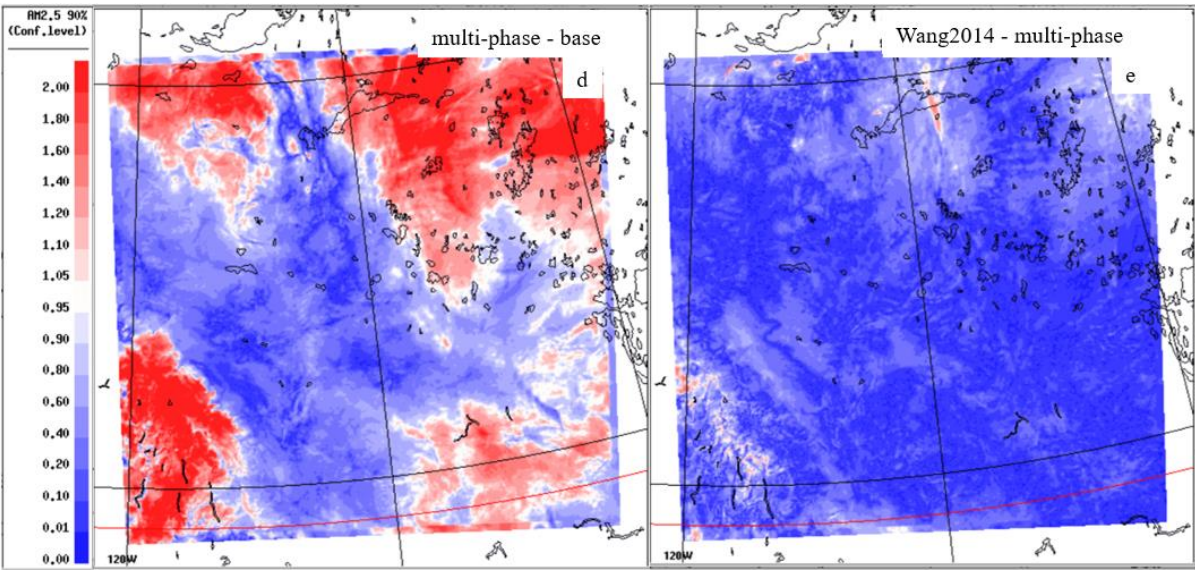 AM2.5 90%
(Conf.level)
multi-phase - base
d
Wang2014 - multi-phase
e
2.00
1.80
1.60
1.40
1.20
1.10
1.05
0.95
0.90
0.80
0.60
0.40
0.20
0.10
0.01
0.00
120W
120W